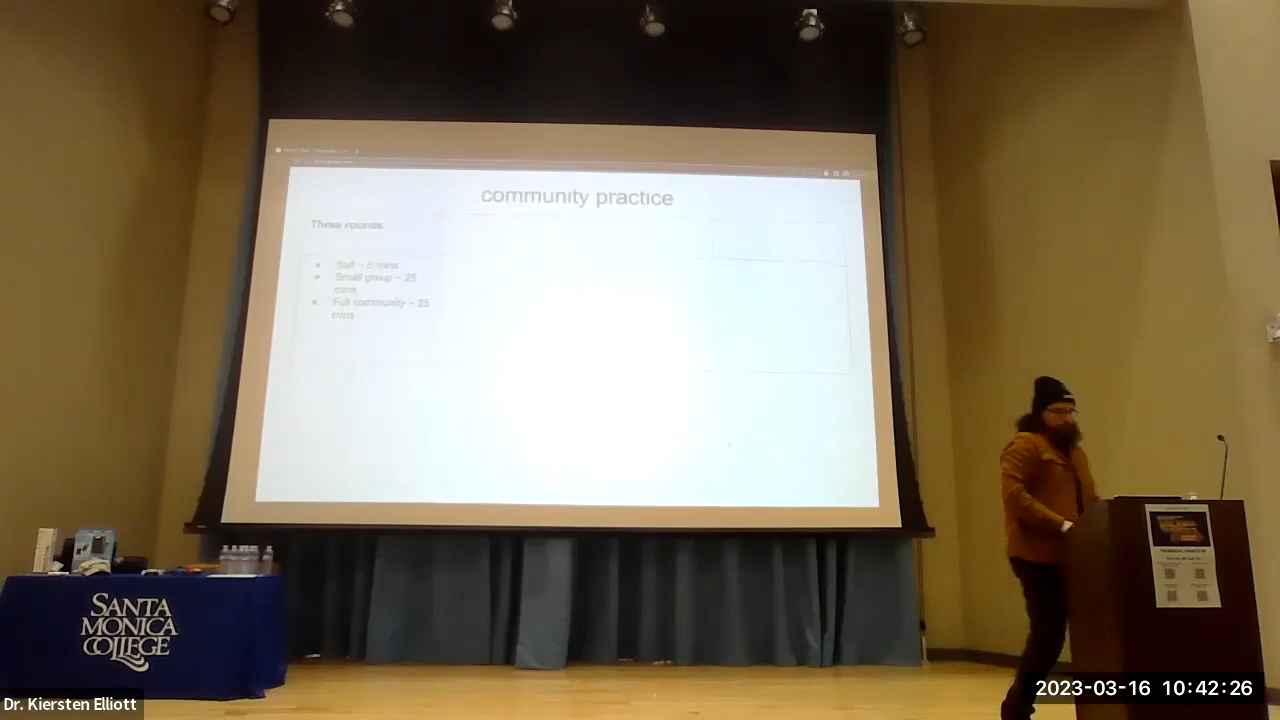 community practice
Three rounds.
Self ~ 5 mins
Small group ~ 25
mins
Full community ~ 25
mins
SANTA
MONICA
COLLEGE
Dr. Kiersten Elliott
2023-03-16 10:42:26